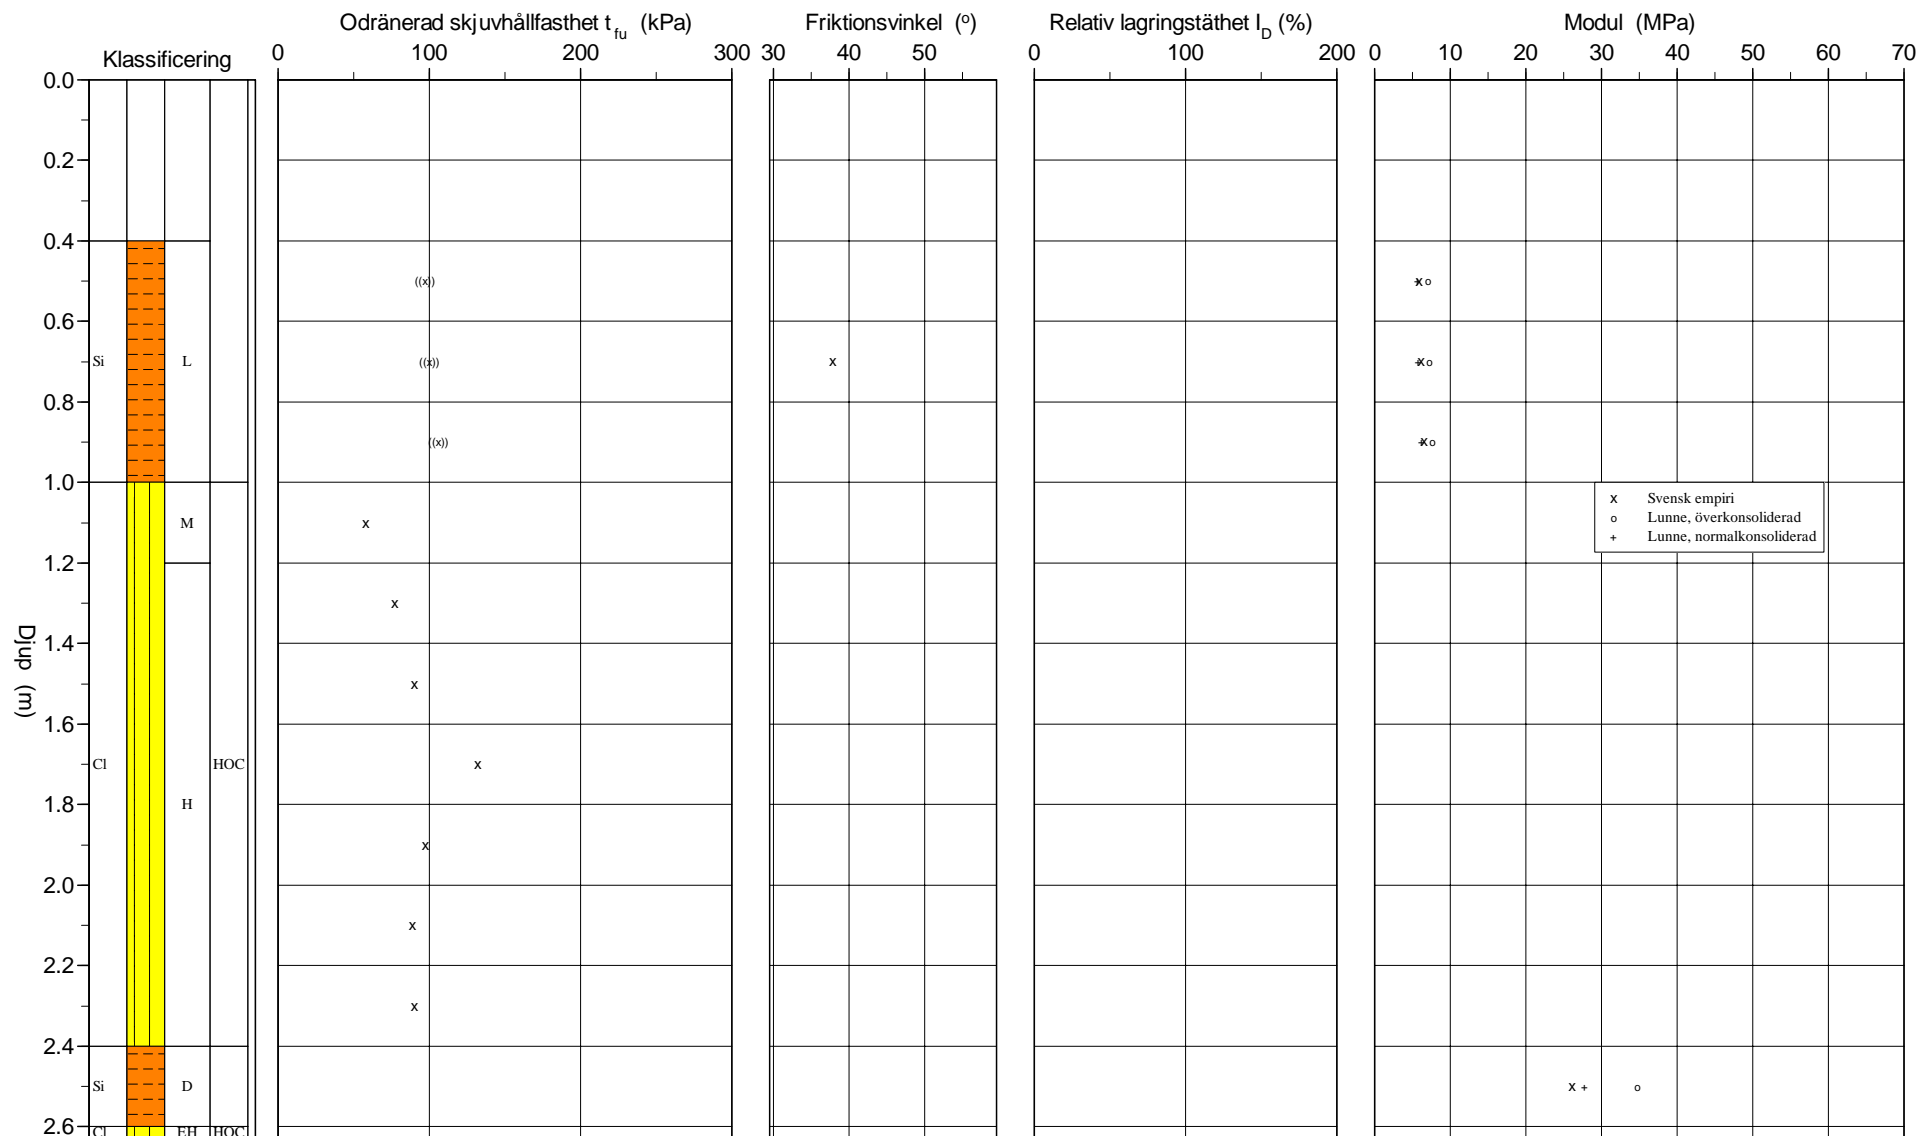 Klassificering
Odränerad skjuvhållfasthet t fu (kPa)
0 100 200 300
Friktionsvinkel (o)
30 40 50
Relativ lagringstäthet I D (%)
0 100 200
Modul (MPa)
0 10 20 30 40 50 60 70
Djup (m)
0.0
0.2
0.4
0.6
0.8
1.0
1.2
1.4
1.6
1.8
2.0
2.2
2.4
2.6
Si L
M
Cl HOC
H
Si D
Cl EH HOC
((x))
((x))
((x))
x
x
x
x
x
x
x
x
x o
x o
x o
x Svensk empiri
o Lunne, överkonsoliderad
+ Lunne, normalkonsoliderad
x + o